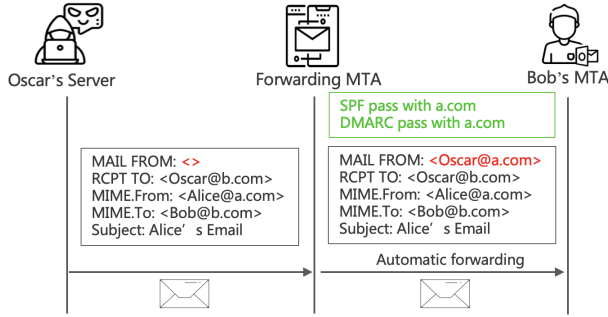 Oscar's Server
Forwarding MTA
Bob's MTA
SPF pass with a.com
DMARC pass with a.com
MAIL FROM: <>
RCPT TO: <Oscar@b.com>
MIME.From: <Alice@a.com>
MIME.To: <Bob@b.com>
Subject: Alice’s Email
MAIL FROM: <Oscar@a.com>
RCPT TO: <Oscar@b.com>
MIME.From: <Alice@a.com>
MIME.To: <Bob@b.com>
Subject: Alice’s Email
Automatic forwarding